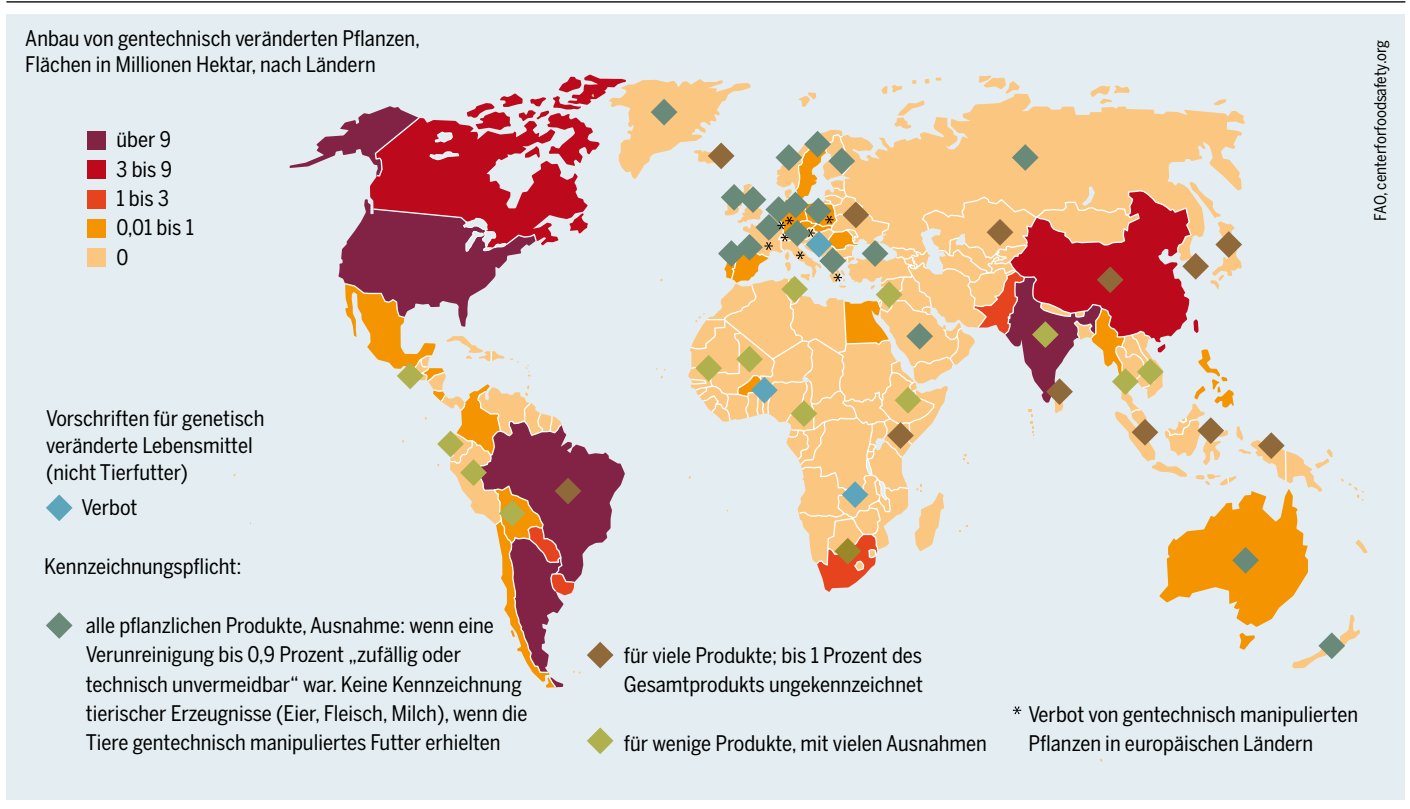 Anbau von gentechnisch veränderten Pflanzen,
Flächen in Millionen Hektar, nach Ländern
über 9
3 bis 9
1 bis 3
0,01 bis 1
0
Vorschriften für genetisch
veränderte Lebensmittel
(nicht Tierfutter)
Verbot
Kennzeichnungspflicht:
alle pflanzlichen Produkte, Ausnahme: wenn eine
Verunreinigung bis 0,9 Prozent „zufällig oder
technisch unvermeidbar“ war. Keine Kennzeichnung
tierischer Erzeugnisse (Eier, Fleisch, Milch), wenn die
Tiere gentechnisch manipuliertes Futter erhielten
für viele Produkte; bis 1 Prozent des
Gesamtprodukts ungekennzeichnet
für wenige Produkte, mit vielen Ausnahmen
* Verbot von gentechnisch manipulierten
Pflanzen in europäischen Ländern
FAO, centerforfoodsafety.org